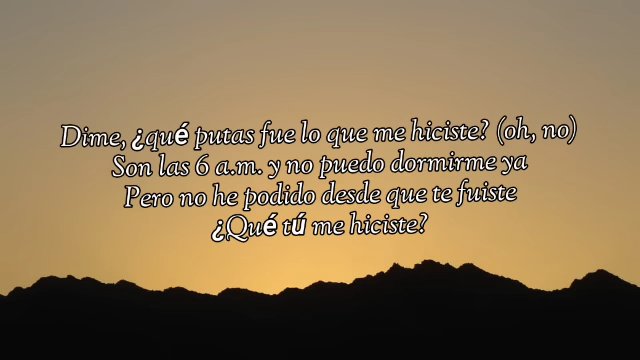 Dime, ¿qué putas fue lo que me hiciste? (oh, no)
Son las 6 a.m. y no puedo dormirme ya
Pero no he podido desde que te fuiste
¿Qué tú me hiciste?